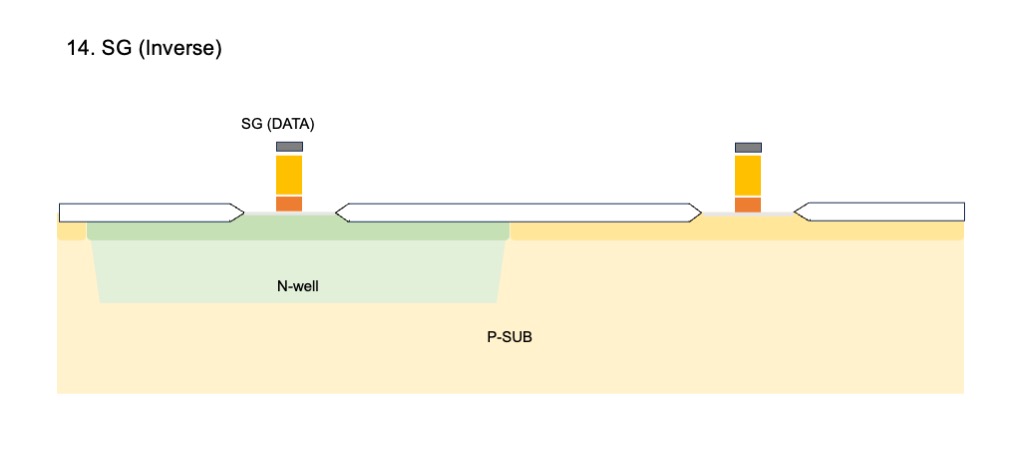 14. SG (Inverse)
SG (DATA)
N-well
P-SUB